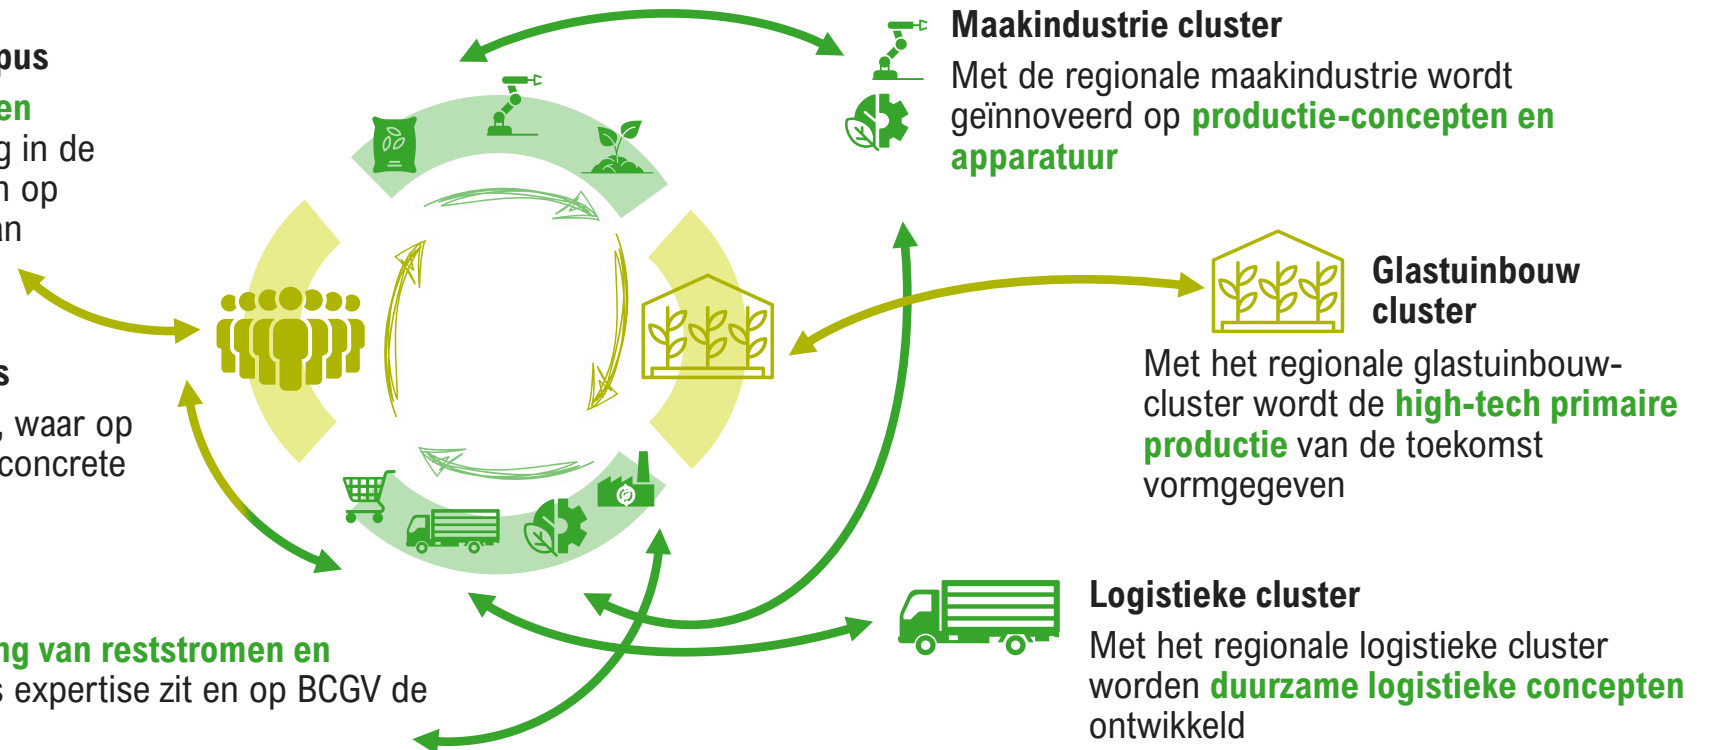 pus
en
g in de
n op
an
s
, waar op
concrete
ng van reststromen en
s expertise zit en op BCGV de
Maakindustrie cluster
Met de regionale maakindustrie wordt
geïnnoveerd op productie-concepten en
apparatuur
Glastuinbouw
cluster
Met het regionale glastuinbouw-
cluster wordt de high-tech primaire
productie van de toekomst
vormgegeven
Logistieke cluster
Met het regionale logistieke cluster
worden duurzame logistieke concepten
ontwikkeld